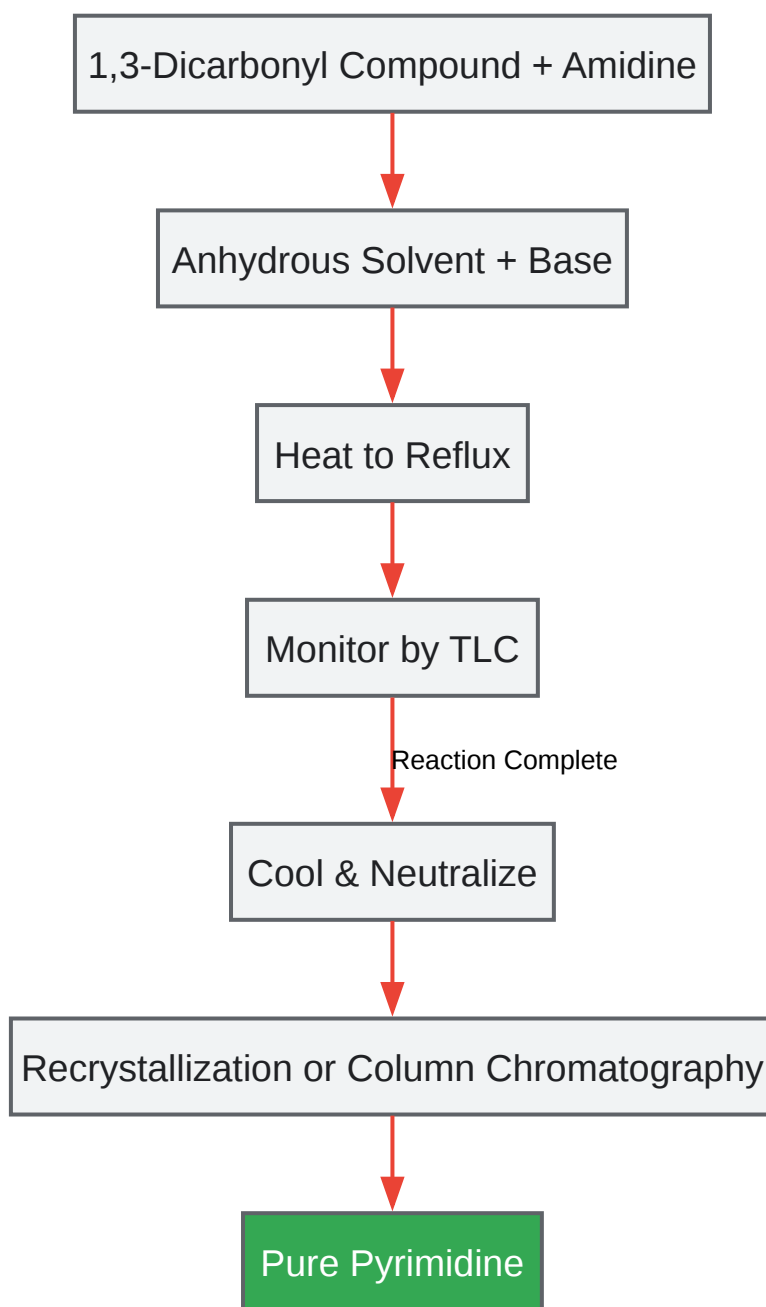 1,3-Dicarbonyl Compound + Amidine
Anhydrous Solvent + Base
Heat to Reflux
Monitor by TLC
Reaction Complete
Cool & Neutralize
Recrystallization or Column Chromatography
Pure Pyrimidine